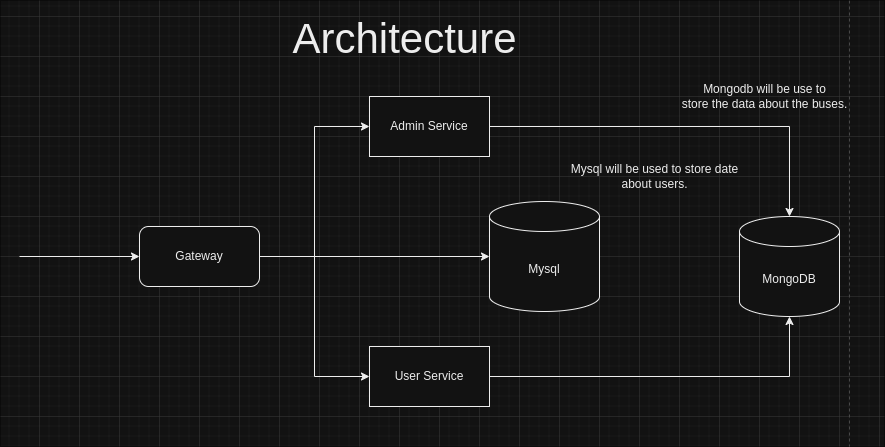 Architecture
Mongodb will be use to
store the data about the buses.
Admin Service
Mysql will be used to store date
about users.
Gateway
Mysql
MongoDB
User Service